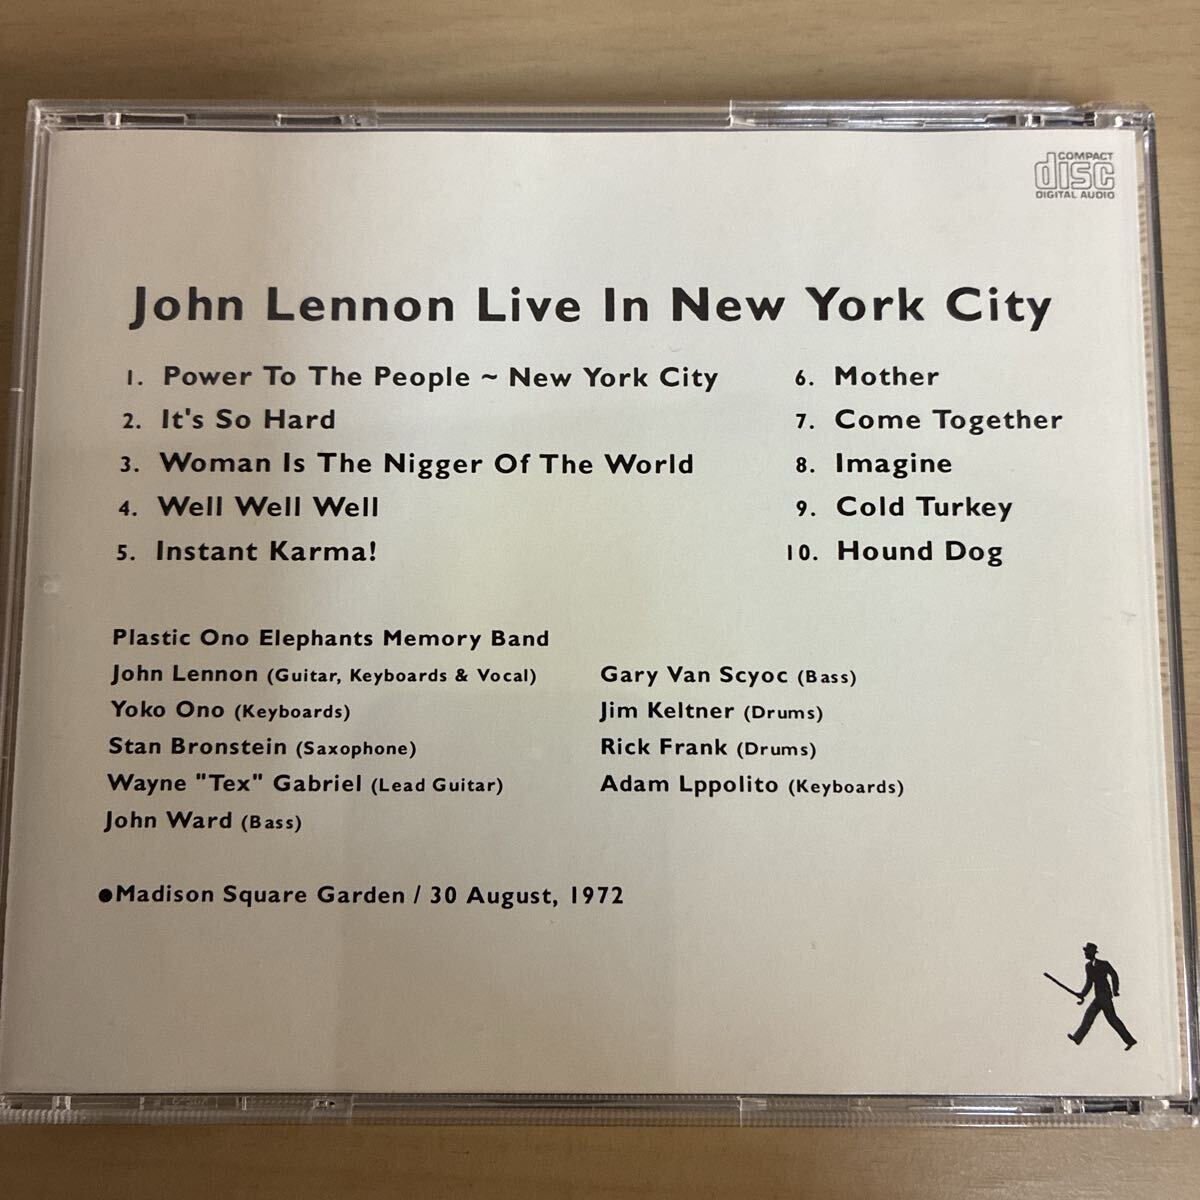 COMPACT
disc
DIGITAL AUDIO
John Lennon Live In New York City
1. Power To The People ~ New York City
2. It's So Hard
3. Woman Is The Nigger Of The World
4. Well Well Well
5. Instant Karma!
6. Mother
7. Come Together
8. Imagine
9. Cold Turkey
10. Hound Dog
Plastic Ono Elephants Memory Band
John Lennon (Guitar, Keyboards & Vocal)
Yoko Ono (Keyboards)
Stan Bronstein (Saxophone)
Wayne "Tex" Gabriel (Lead Guitar)
John Ward (Bass)
Gary Van Scyoc (Bass)
Jim Keltner (Drums)
Rick Frank (Drums)
Adam Lppolito (Keyboards)
●Madison Square Garden / 30 August, 1972